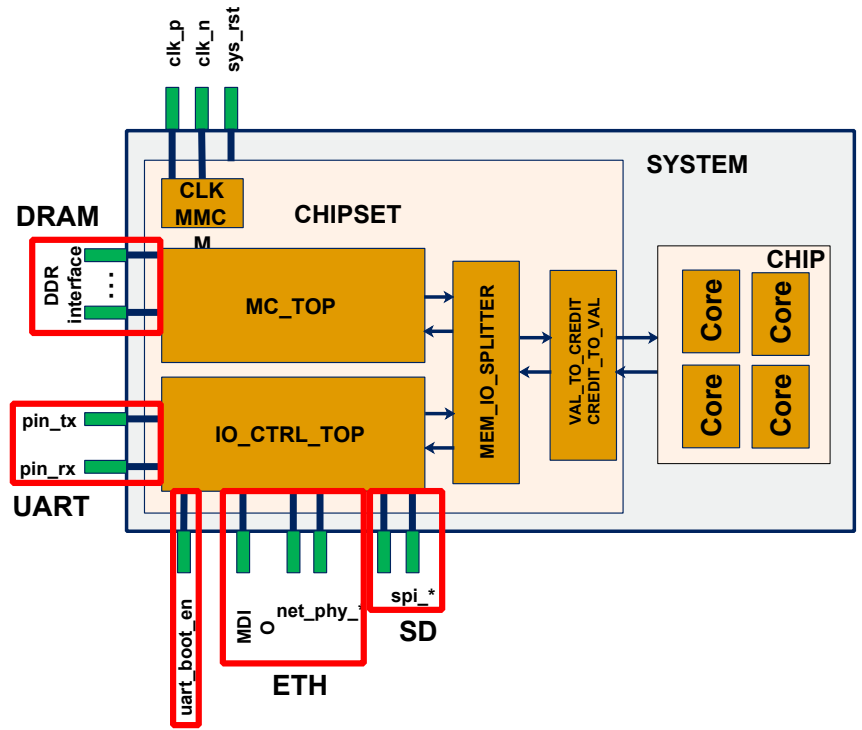 clk_p
clk_n
sys_rst
SYSTEM
CLK
MMC
M
CHIPSET
DRAM
DDR
interface
...
MC_TOP
MEM_IO_SPLITTER
VAL_TO_CREDIT
CREDIT_TO_VAL
CHIP
Core
Core
Core
Core
pin_tx
pin_rx
UART
IO_CTRL_TOP
uart_boot_en
MDI
O
net_phy_*
ETH
spi_*
SD